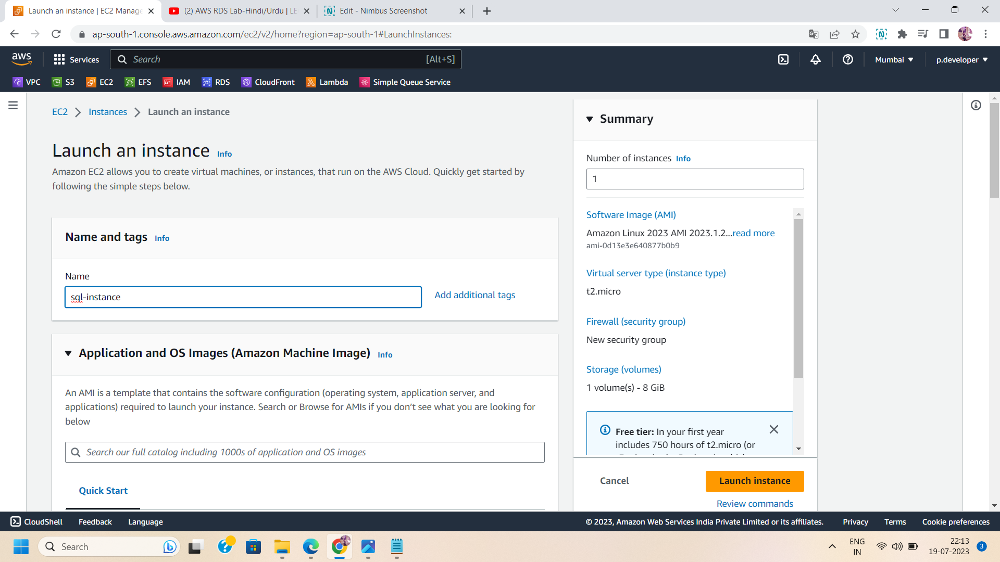 Launch an instance | EC2 Manage
(2) AWS RDS Lab-Hindi/Urdu | LE
Edit - Nimbus Screenshot
ap-south-1.console.aws.amazon.com/ec2/v2/home?region=ap-south-1#LaunchInstances:
aws
Services
Search
[Alt+S]
Mumbai
p.developer
VPC
S3
EC2
EFS
IAM
RDS
CloudFront
Lambda
Simple Queue Service
EC2
Instances
Launch an instance
Launch an instance Info
Amazon EC2 allows you to create virtual machines, or instances, that run on the AWS Cloud. Quickly get started by
following the simple steps below.
Name and tags Info
Name
sql-instance
Add additional tags
Application and OS Images (Amazon Machine Image) Info
An AMI is a template that contains the software configuration (operating system, application server, and
applications) required to launch your instance. Search or Browse for AMIs if you don’t see what you are looking for
below
Search our full catalog including 1000s of application and OS images
Quick Start
Summary
Number of instances Info
1
Software Image (AMI)
Amazon Linux 2023 AMI 2023.1.2...read more
ami-0d13e3e640877b0b9
Virtual server type (instance type)
t2.micro
Firewall (security group)
New security group
Storage (volumes)
1 volume(s) - 8 GiB
Free tier: In your first year
includes 750 hours of t2.micro (or
Cancel
Launch instance
Review commands
CloudShell
Feedback
Language
© 2023, Amazon Web Services India Private Limited or its affiliates.
Privacy
Terms
Cookie preferences
Search
ENG
IN
22:13
19-07-2023
3